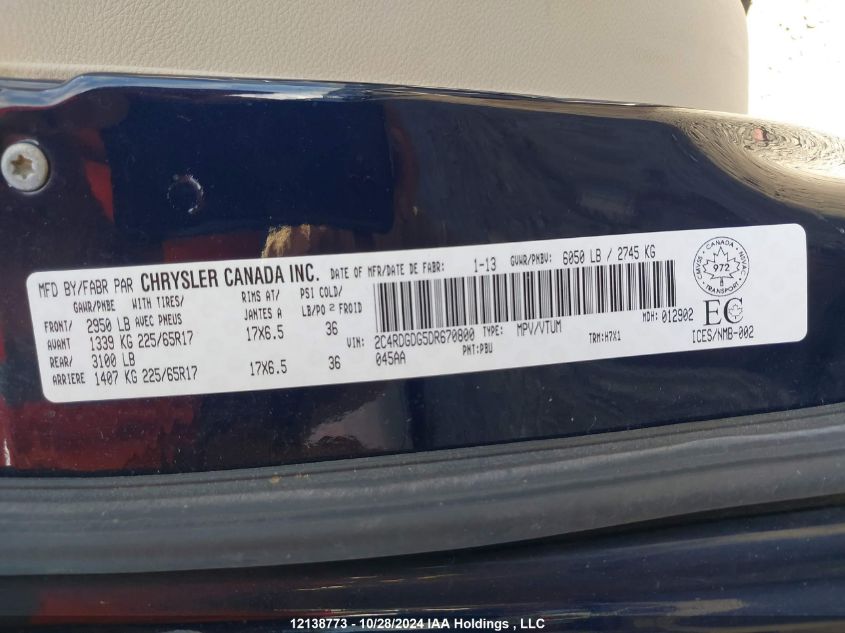 MFD BY/FABR PAR CHRYSLER CANADA INC. DATE OF MFR/DATE DE FABR: 1-13 GVWR/PNBV: 6050 LB / 2745 KG
GAWR/PNBE WITH TIRES/ RIMS AT/ PSI COLD/
FRONT/ 2950 LB AVEC PNEUS JANTES A LB/PO² FROID
AVANT 1339 KG 225/65R17 17X6.5 36
REAR/ 3100 LB
ARRIERE 1407 KG 225/65R17 17X6.5 36
VIN: 2C4RDGDG5DR670800 TYPE: MPV/VTUM MDH: 012902
045AA PNT:PBU TRM:H7X1
CANADA
972
TRANSPORT
EC
ICES/NMB-002
12138773 - 10/28/2024 IAA Holdings , LLC